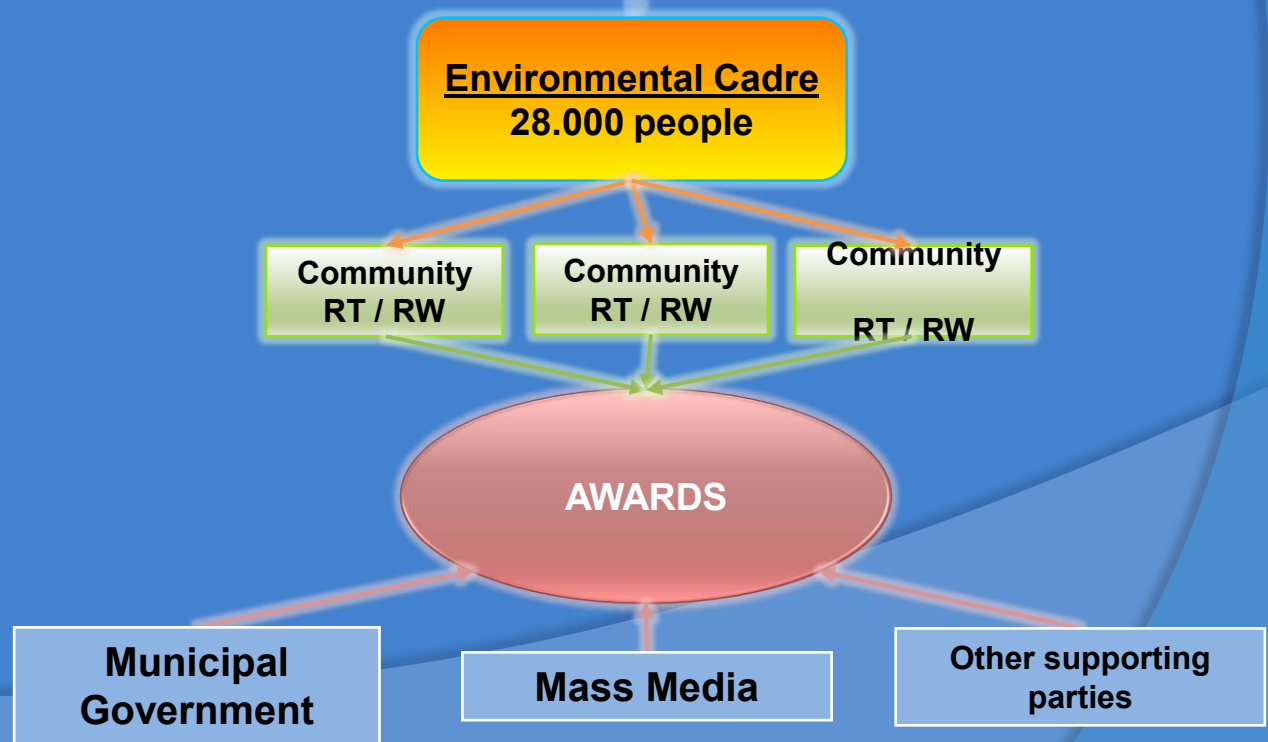 Environmental Cadre
28.000 people
Community
RT / RW
Community
RT / RW
Community
RT / RW
AWARDS
Municipal
Government
Mass Media
Other supporting
parties